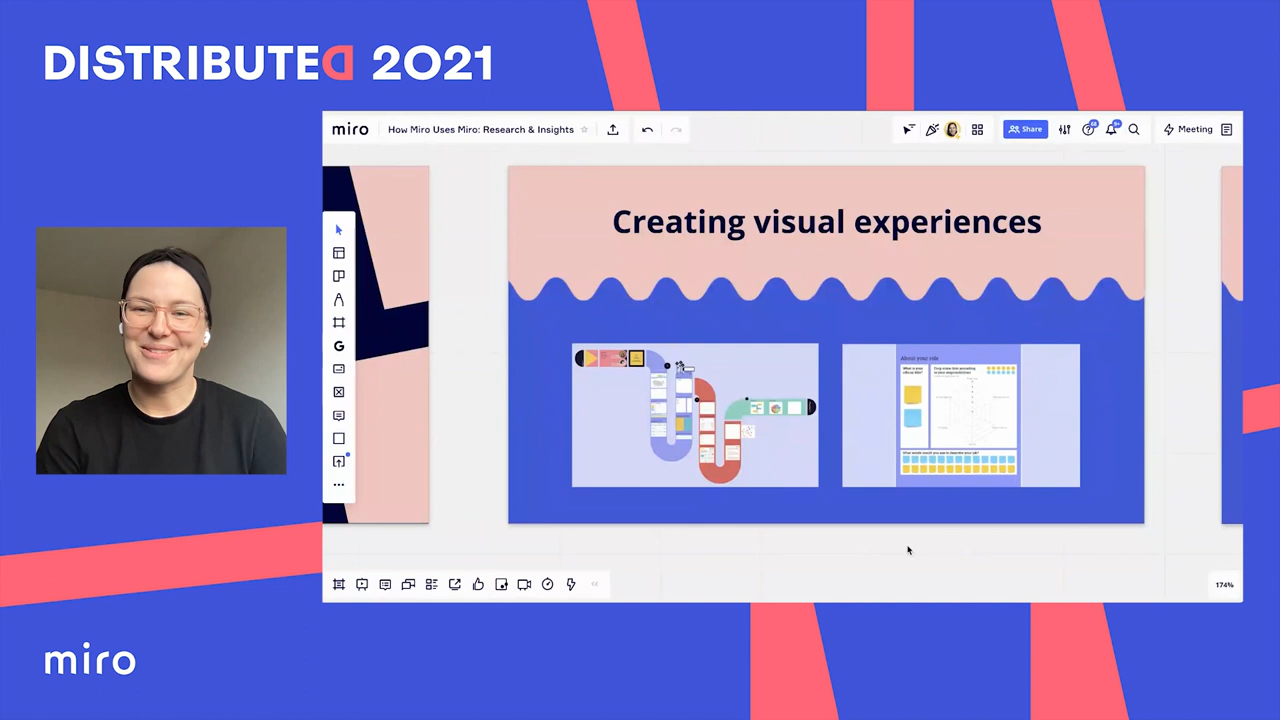 DISTRIBUTED 2021
miro
How Miro Uses Miro: Research & Insights
Share
Meeting
Creating visual experiences
About your role
174%
miro